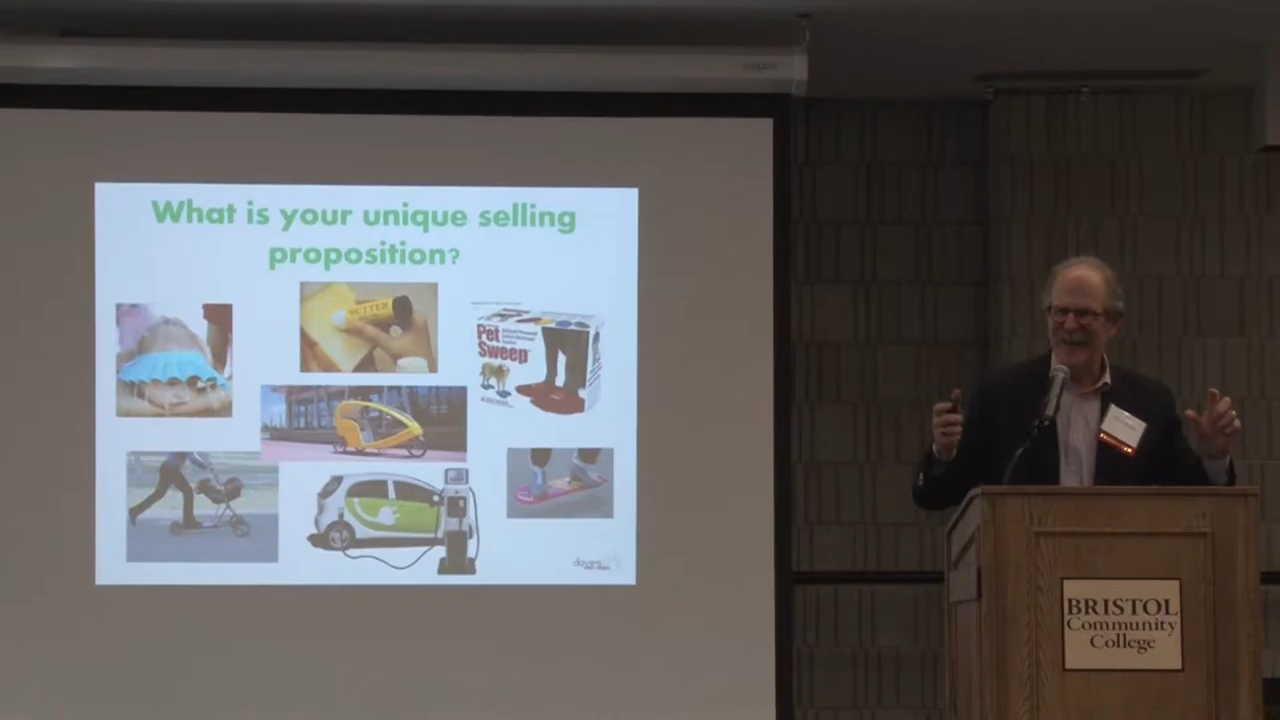 What is your unique selling
proposition?
BUTTER
Pet
Sweep
BRISTOL
Community
College